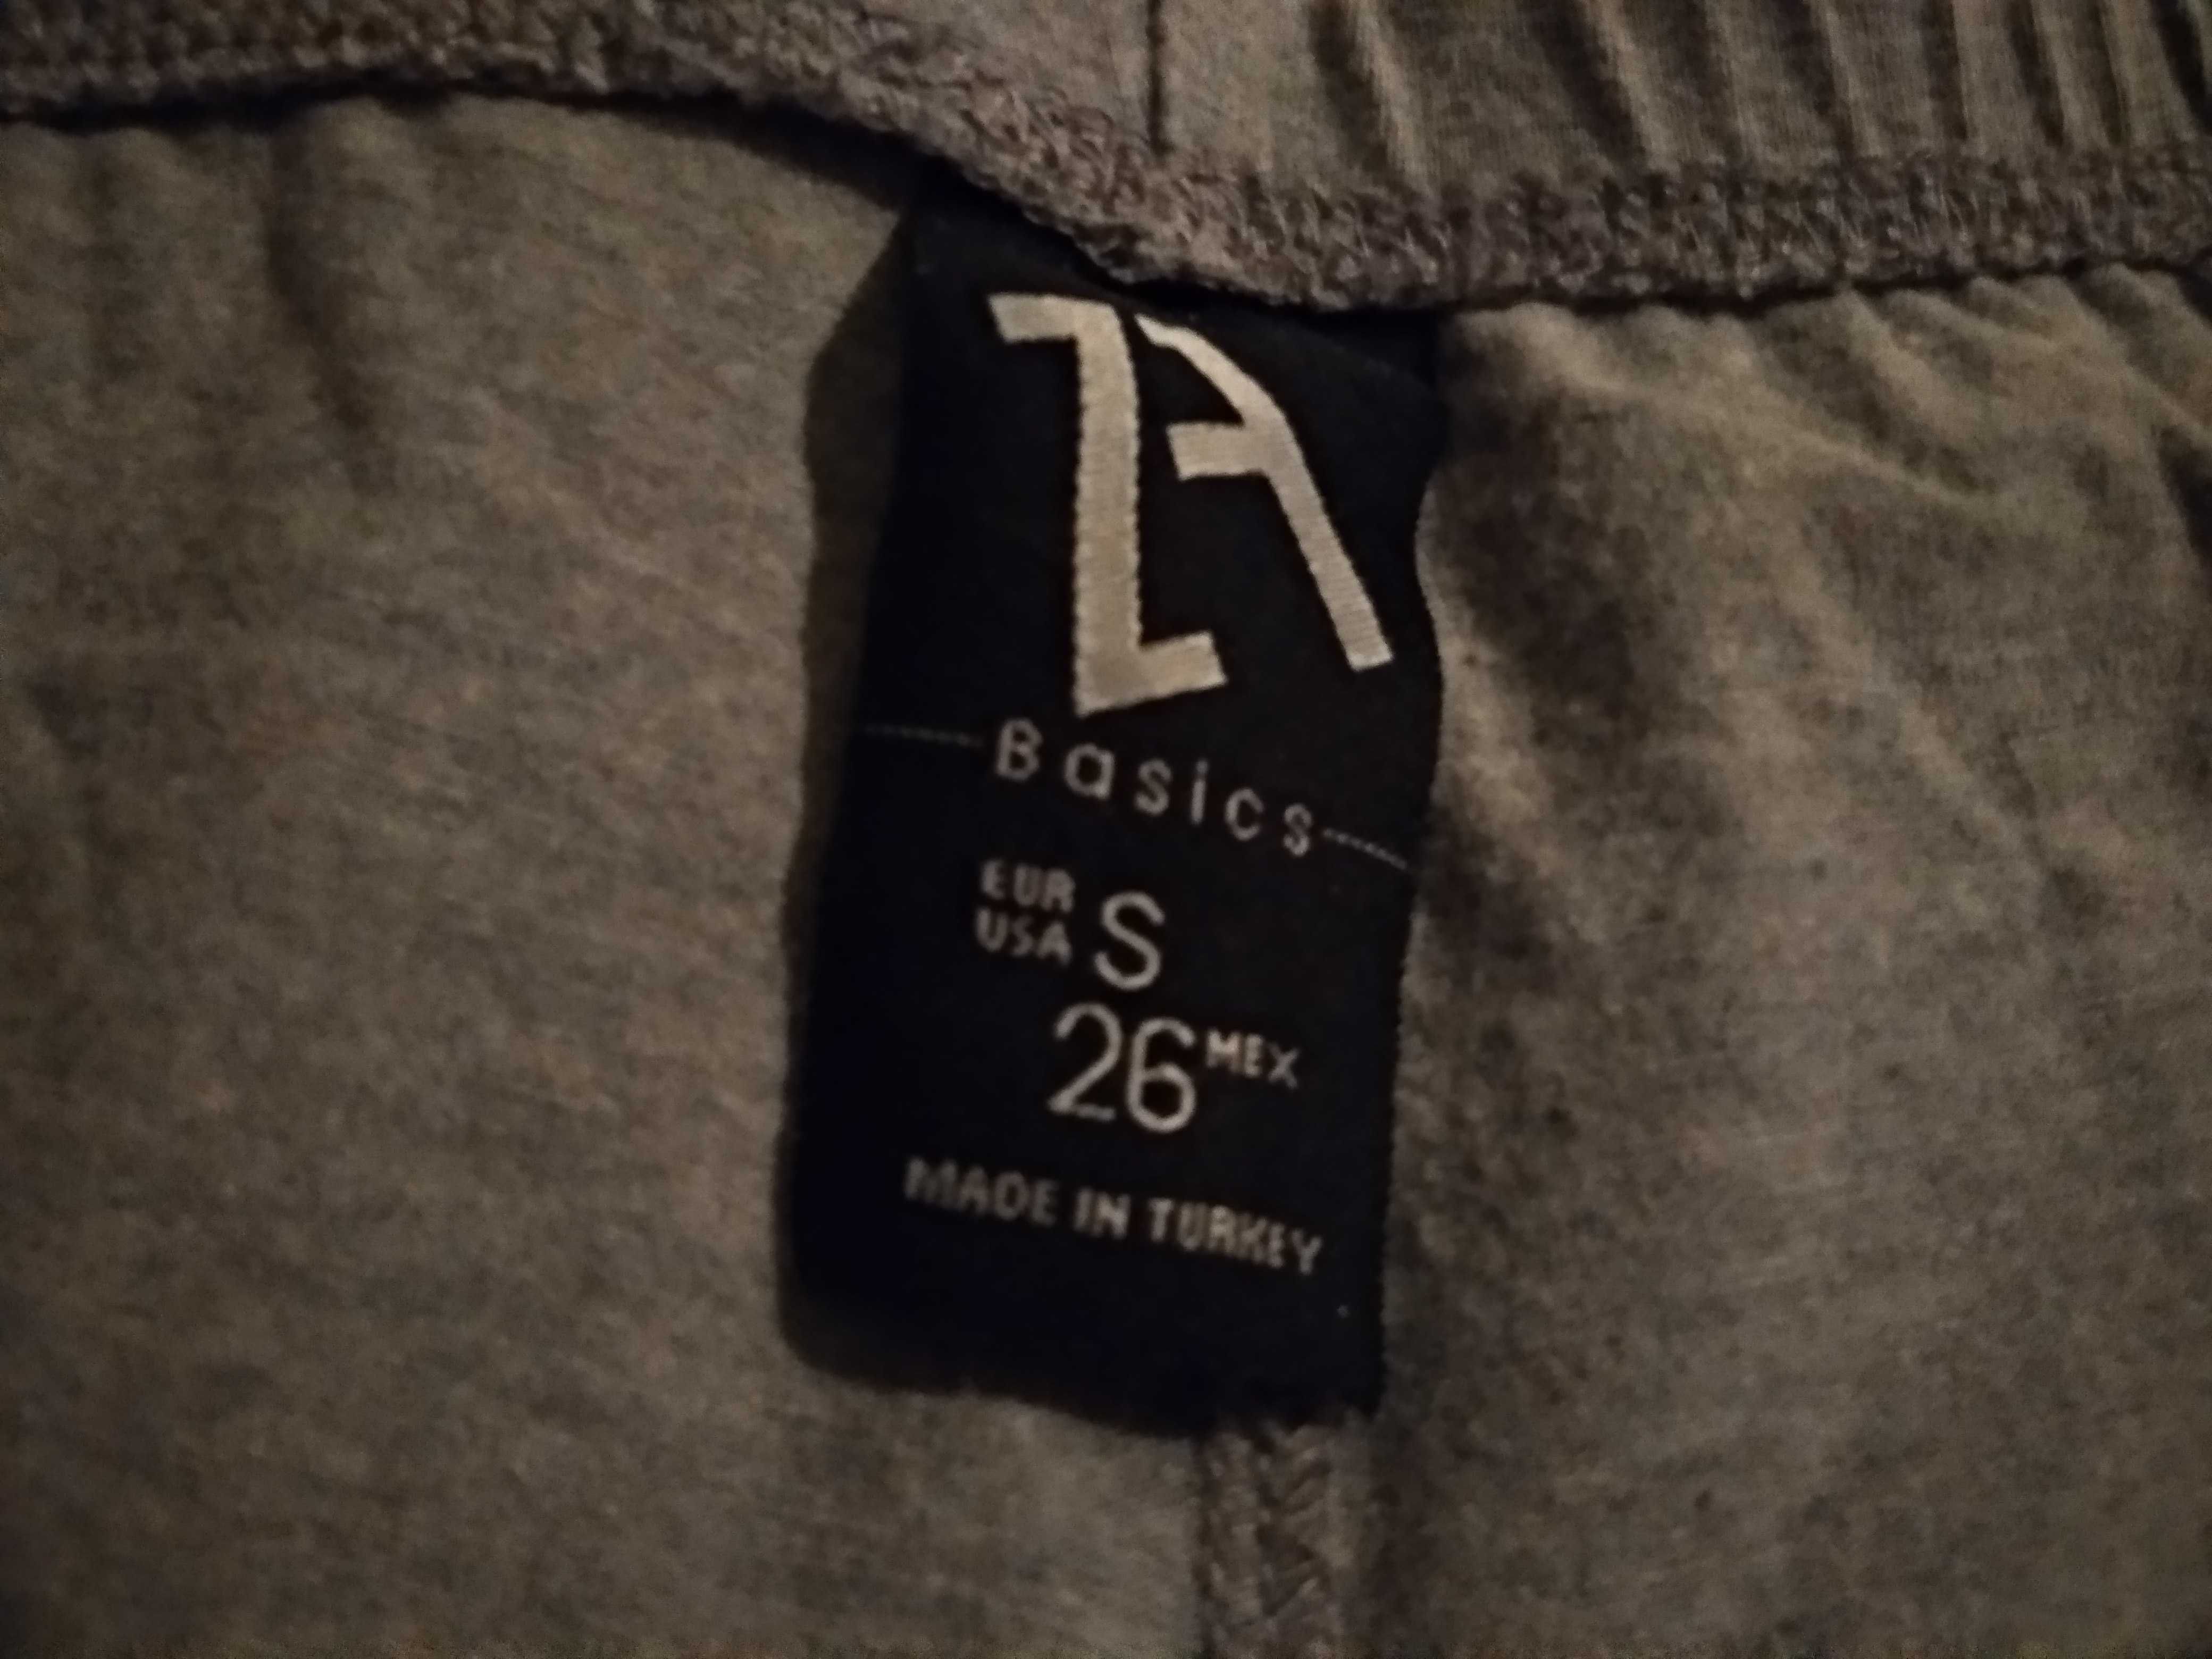 ZA
Basics
EUR
USA S
26 MEX
MADE IN TURKEY